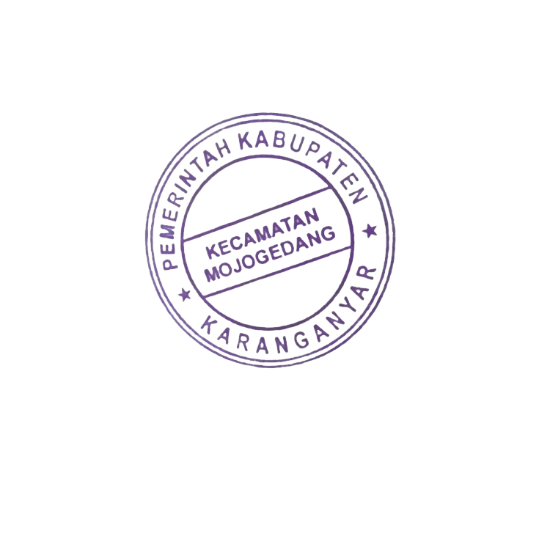 PEMERINTAH KABUPATEN
KECAMATAN
MOJOGEDANG
KARANGANYAR